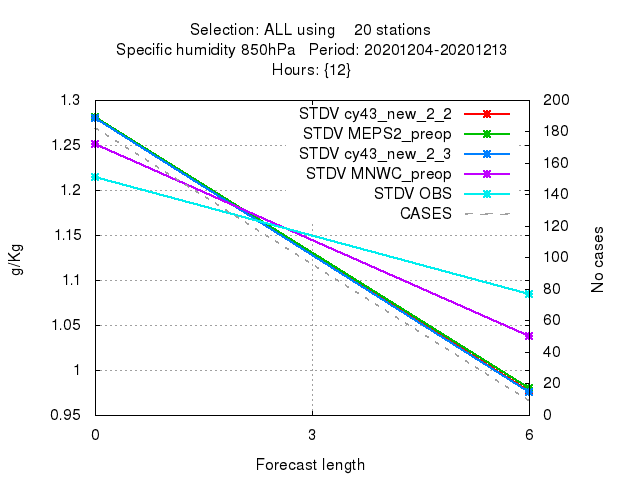 Selection: ALL using    20 stations
Specific humidity 850hPa   Period: 20201204-20201213
Hours: {12}
1.3
1.25
1.2
1.15
1.1
1.05
1
0.95
g/Kg
STDV cy43_new_2_2
STDV MEPS2_preop
STDV cy43_new_2_3
STDV MNWC_preop
STDV OBS
CASES
200
180
160
140
120
100
80
60
40
20
0
No cases
0
3
6
Forecast length